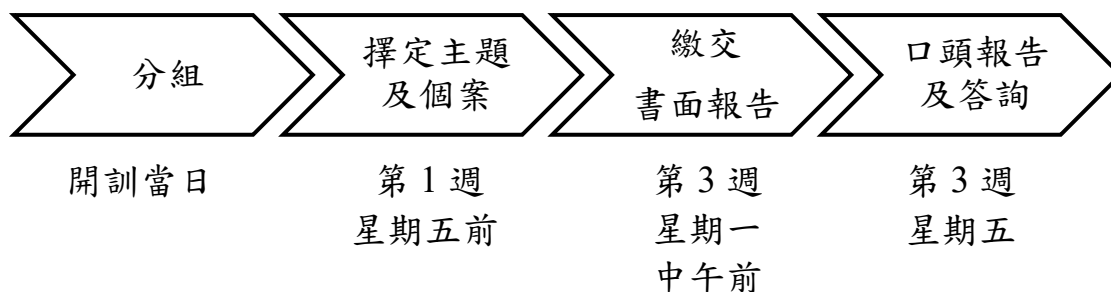 分組
擇定主題
及個案
繳交
書面報告
口頭報告
及答詢
開訓當日
第 1 週
星期五前
第 3 週
星期一
中午前
第 3 週
星期五